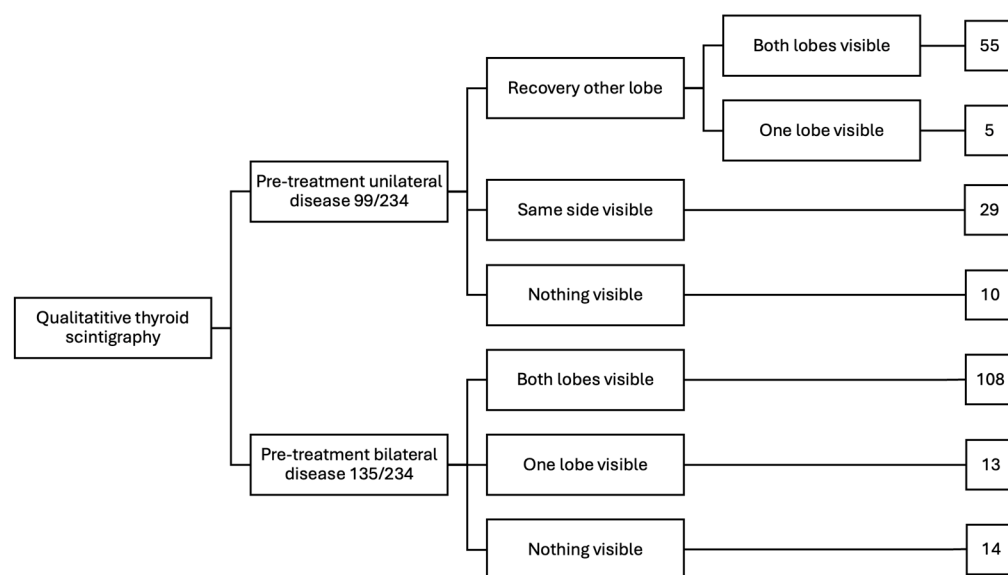 Qualitatitive thyroid
scintigraphy
Pre-treatment unilateral
disease 99/234
Recovery other lobe
Both lobes visible
55
One lobe visible
5
Same side visible
29
Nothing visible
10
Pre-treatment bilateral
disease 135/234
Both lobes visible
108
One lobe visible
13
Nothing visible
14